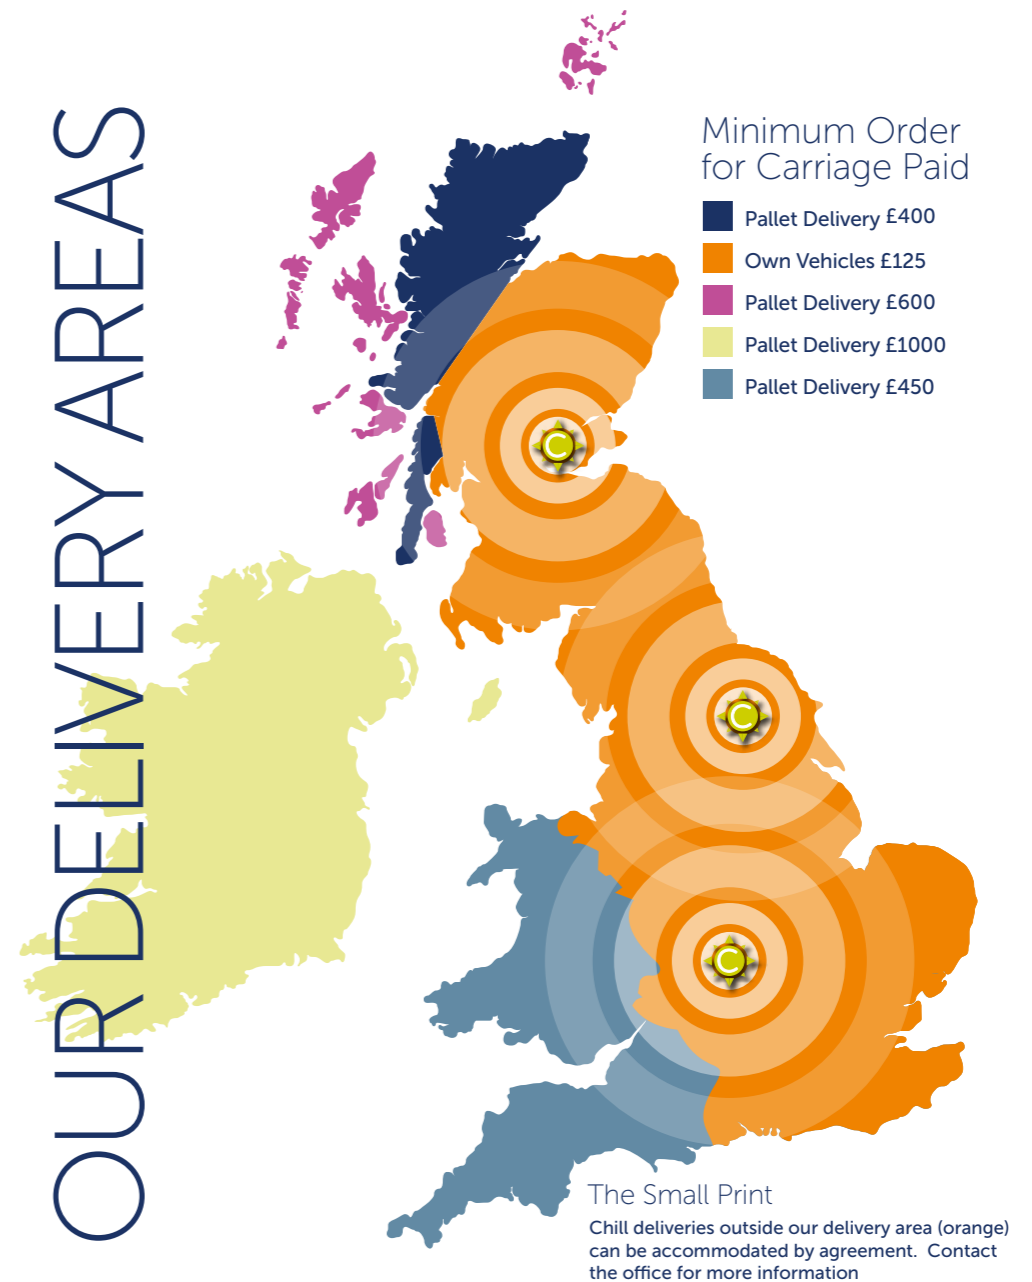 OUR DELIVERY AREAS
Minimum Order
for Carriage Paid
Pallet Delivery £400
Own Vehicles £125
Pallet Delivery £600
Pallet Delivery £1000
Pallet Delivery £450
C
C
C
The Small Print
Chill deliveries outside our delivery area (orange)
can be accommodated by agreement.  Contact
the office for more information